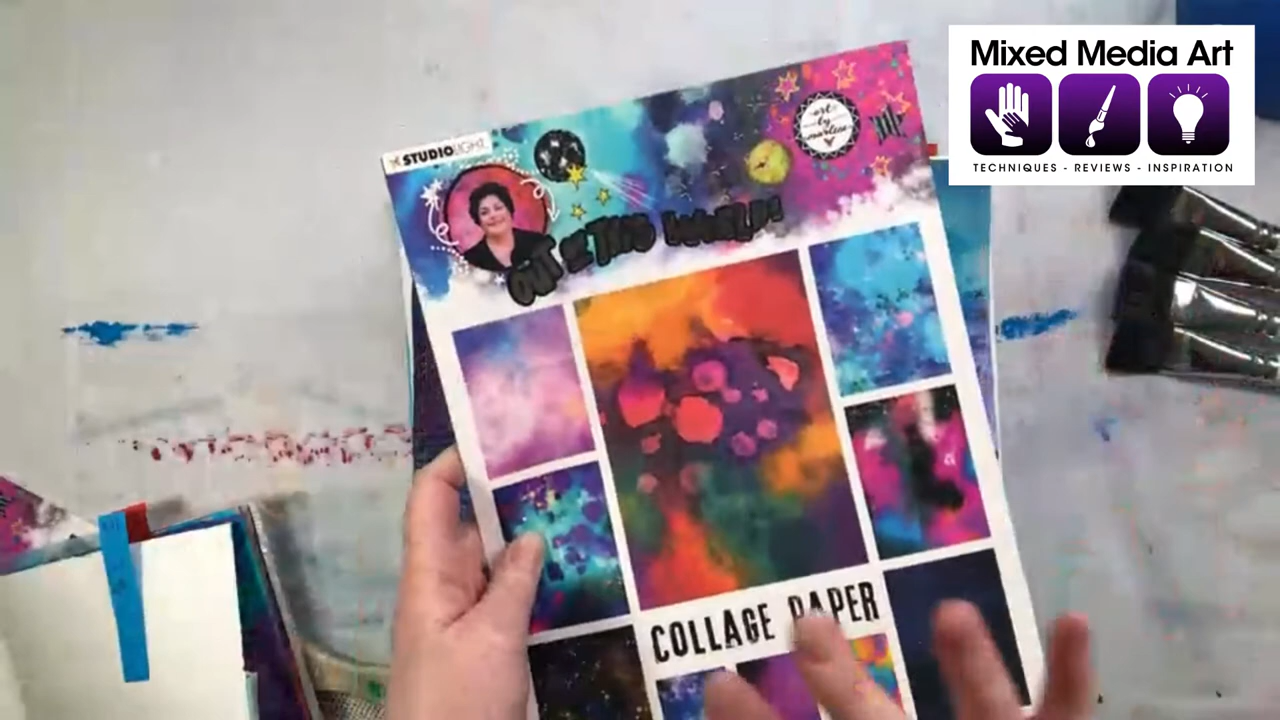 Mixed Media Art
TECHNIQUES - REVIEWS - INSPIRATION
STUDIOLIGHT
art
by
marlene
OUT OF THIS WORLD!
COLLAGE PAPER